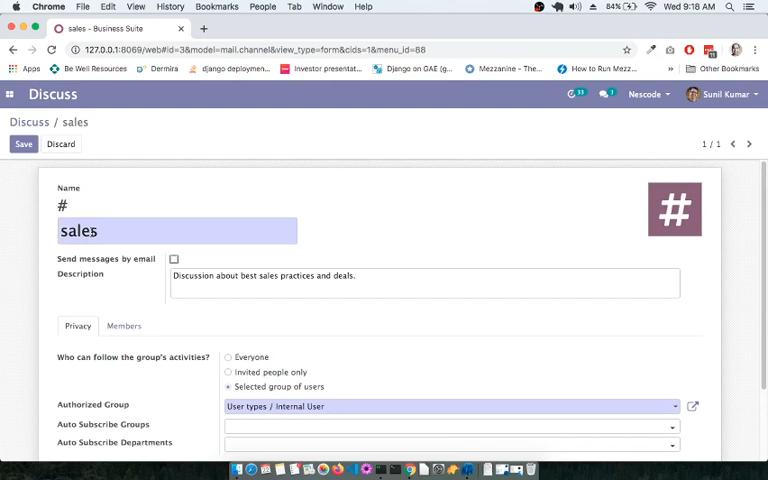 Chrome File Edit View History Bookmarks People Tab Window Help 84% Wed 9:18 AM
sales - Business Suite
127.0.0.1:8069/web#id=3&model=mail.channel&view_type=form&cids=1&menu_id=88
Apps Be Well Resources Dermira django deploymen... Investor presentat... Django on GAE (g... Mezzanine - The... How to Run Mezz... » Other Bookmarks
Discuss 33 1 Nescode Sunil Kumar
Discuss / sales
Save Discard 1 / 1
Name
#
sales
#
Send messages by email
Description Discussion about best sales practices and deals.
Privacy Members
Who can follow the group's activities? Everyone
Invited people only
Selected group of users
Authorized Group User types / Internal User
Auto Subscribe Groups
Auto Subscribe Departments